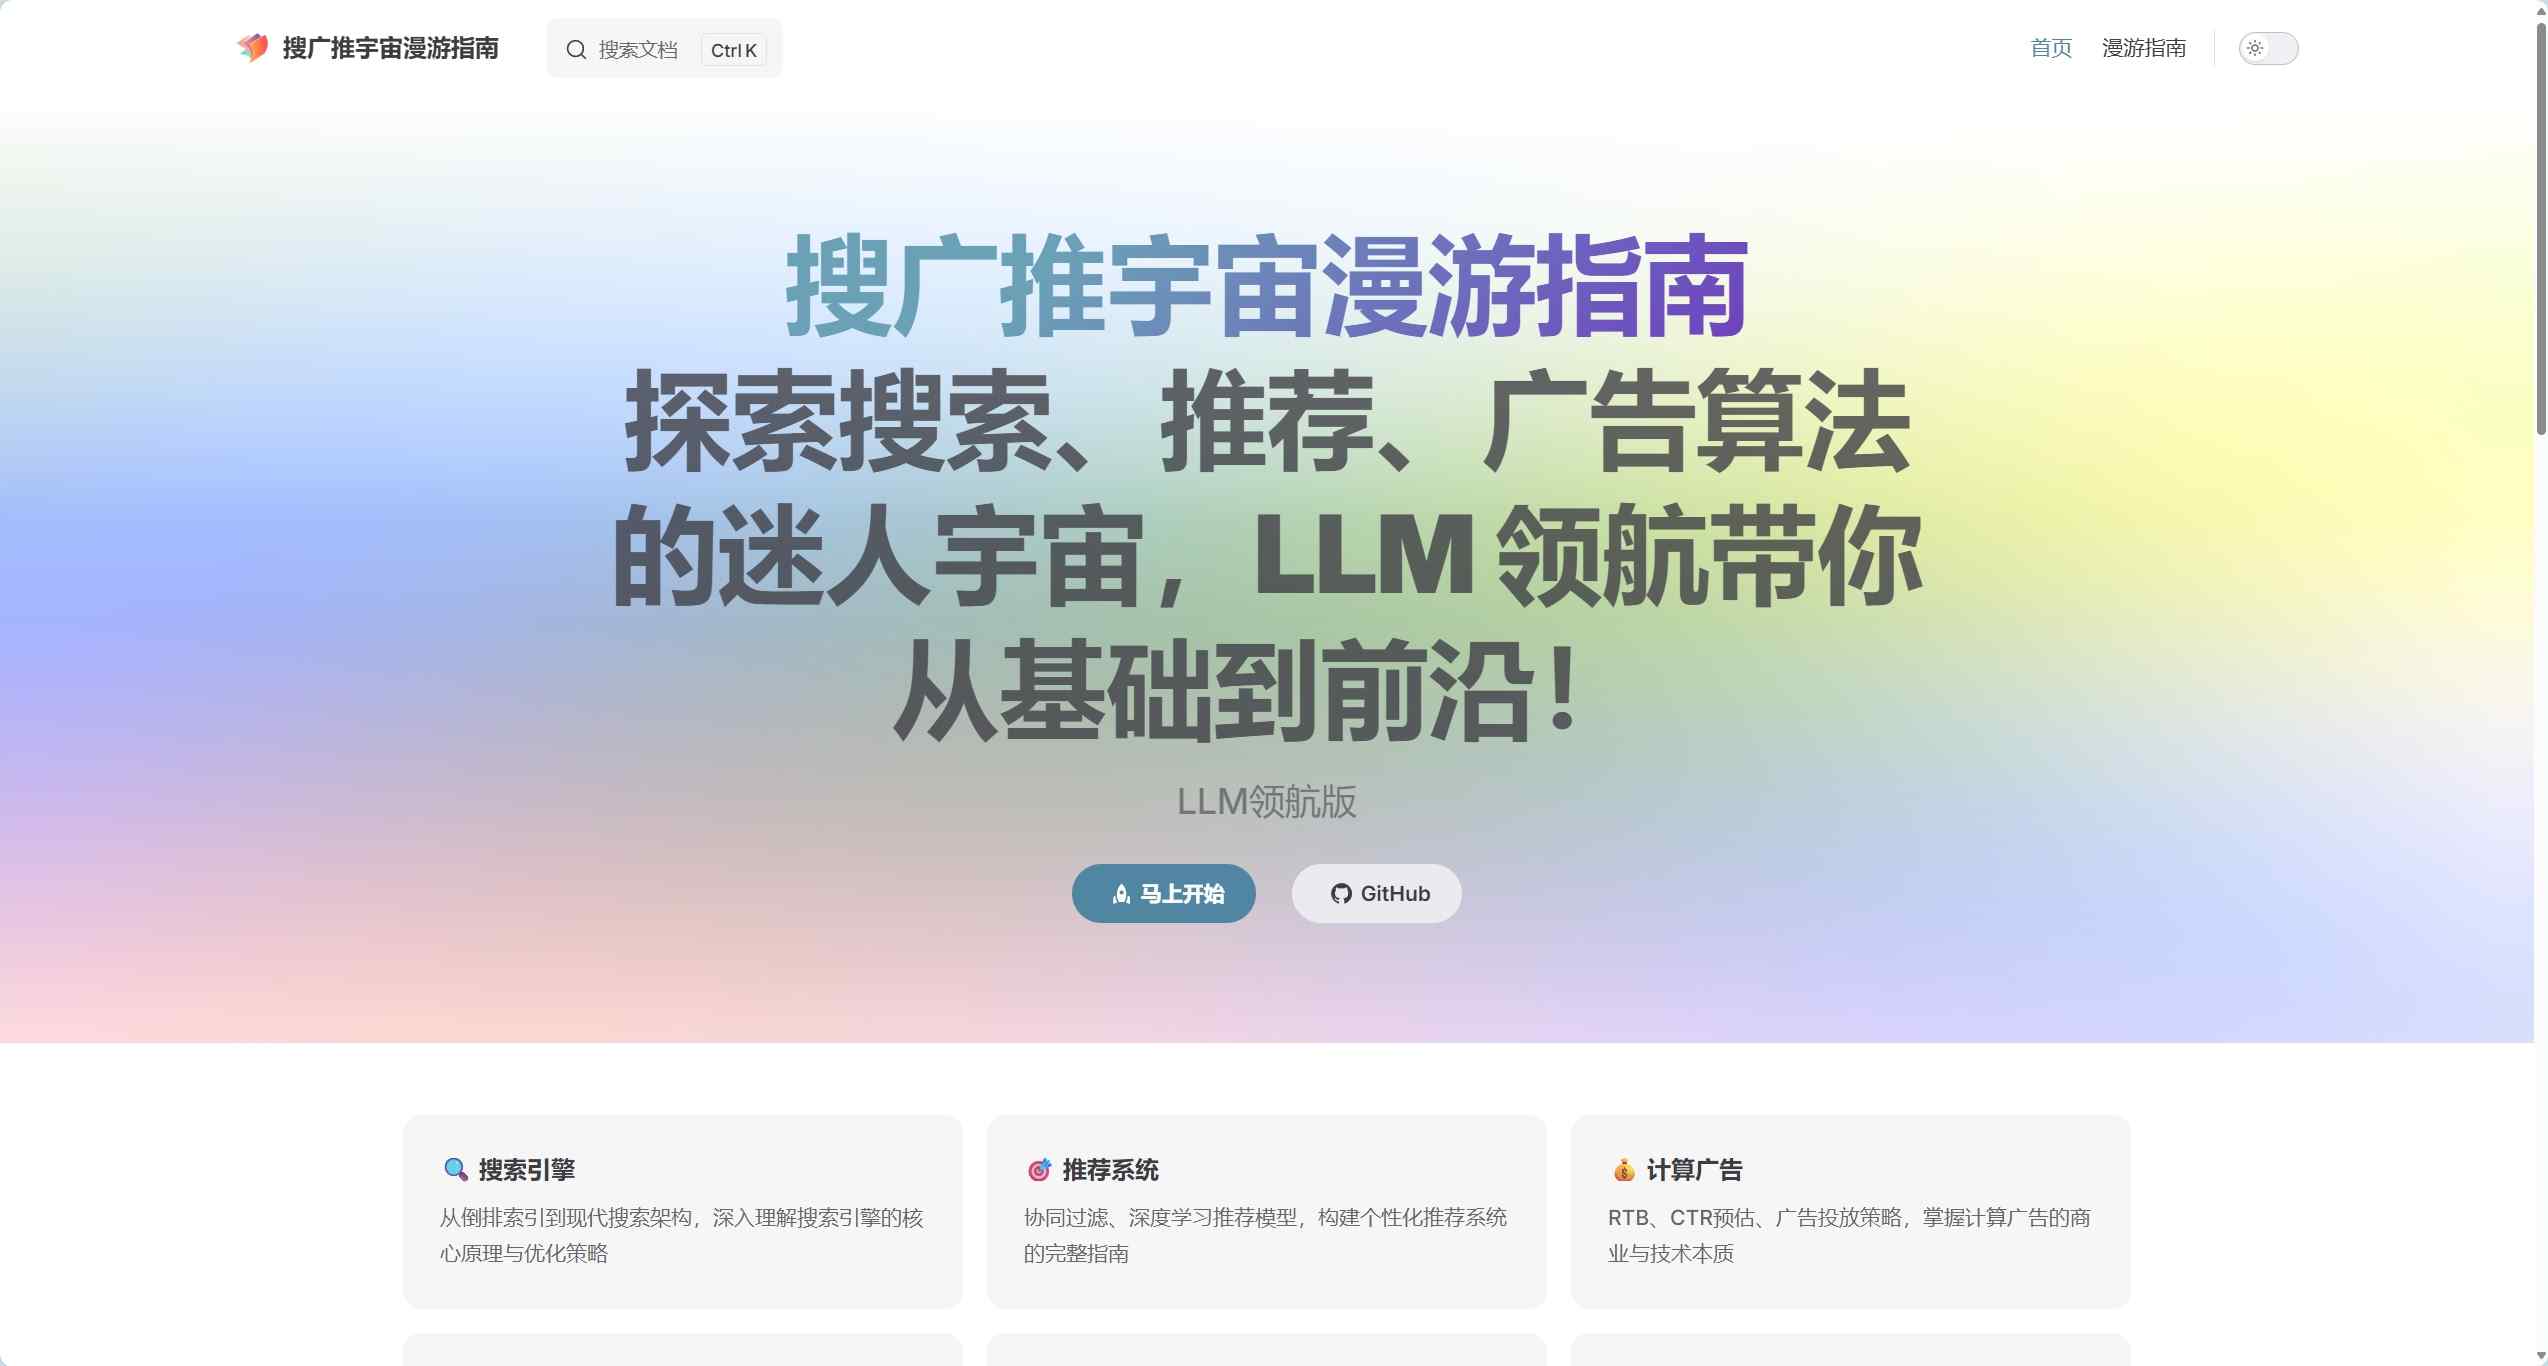 搜广推宇宙漫游指南
搜索文档
Ctrl K
首页
漫游指南
搜广推宇宙漫游指南
探索搜索、推荐、广告算法
的迷人宇宙，LLM 领航带你
从基础到前沿！
LLM领航版
马上开始
GitHub
搜索引擎
从倒排索引到现代搜索架构，深入理解搜索引擎的核
心原理与优化策略
推荐系统
协同过滤、深度学习推荐模型，构建个性化推荐系统
的完整指南
计算广告
RTB、CTR预估、广告投放策略，掌握计算广告的商
业与技术本质